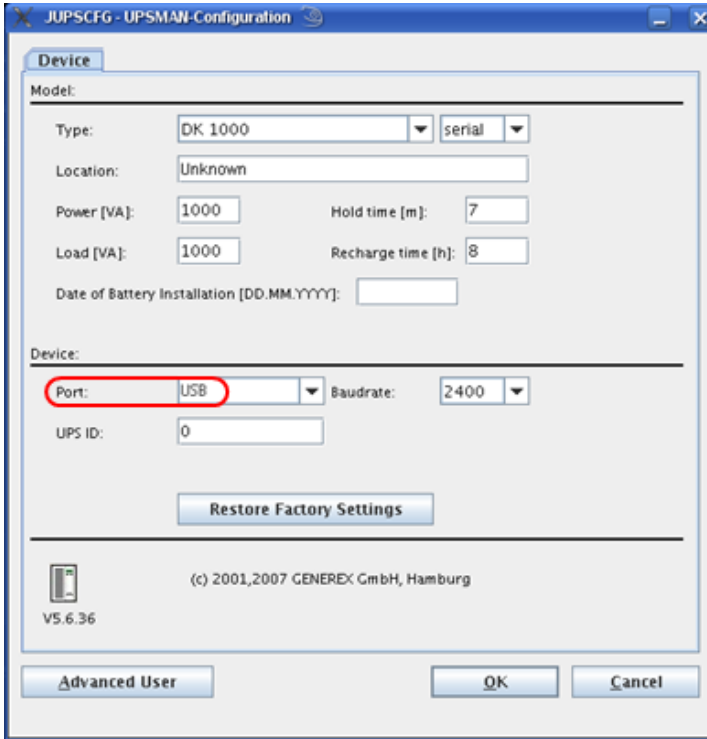 JUPSCFG - UPSMAN-Configuration
Device
Model:
Type: DK 1000 serial
Location: Unknown
Power [VA]: 1000 Hold time [m]: 7
Load [VA]: 1000 Recharge time [h]: 8
Date of Battery Installation [DD.MM.YYYY]:
Device:
Port: USB Baudrate: 2400
UPS ID: 0
Restore Factory Settings
(c) 2001,2007 GENEREX GmbH, Hamburg
V5.6.36
Advanced User OK Cancel